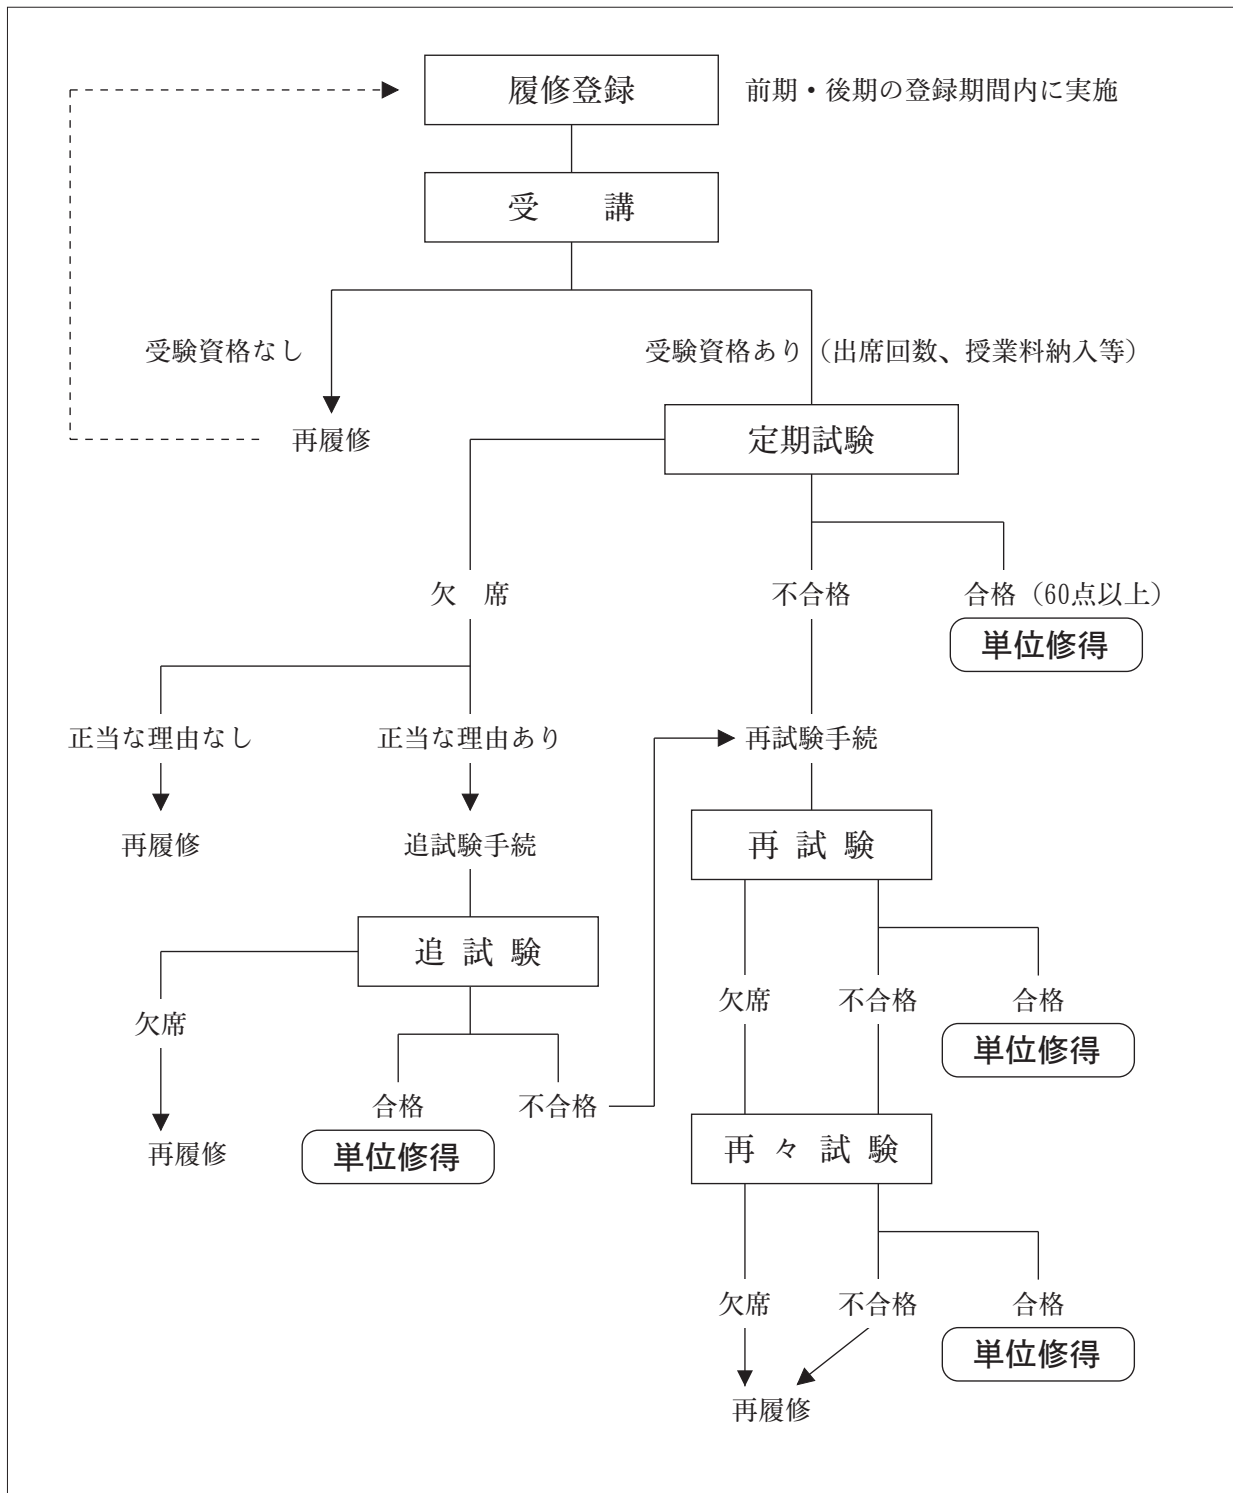 履修登録
前期・後期の登録期間内に実施
受　　講
受験資格なし
受験資格あり（出席回数、授業料納入等）
再履修
定期試験
欠　席
不合格
合格（60点以上）
単位修得
正当な理由なし
正当な理由あり
再試験手続
再履修
追試験手続
再 試 験
追 試 験
欠席
欠席
不合格
合格
単位修得
合格
不合格
単位修得
再履修
再 々 試 験
欠席
不合格
合格
単位修得
再履修